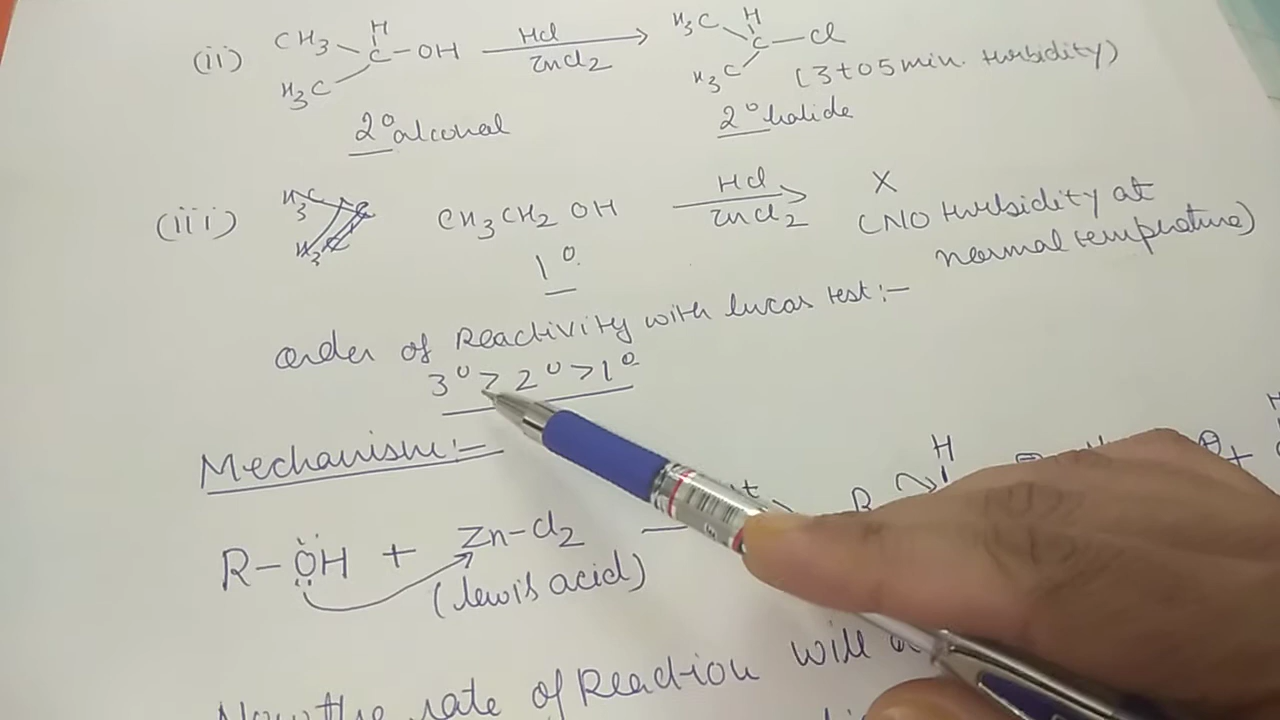 (ii) CH3 H C-OH H3C HCl ZnCl2 H3C H C-Cl H3C
(3 to 5 min. turbidity)
2° alcohal 2° halide
(iii) CH3CH2OH HCl ZnCl2 X
(NO turbidity at
normal temperature)
1°
order of Reactivity with lucas test:-
3° > 2° > 1°
Mechanism:-
R-OH + Zn-Cl2
(lewis acid)
R H
H
Now the rate of Reaction will